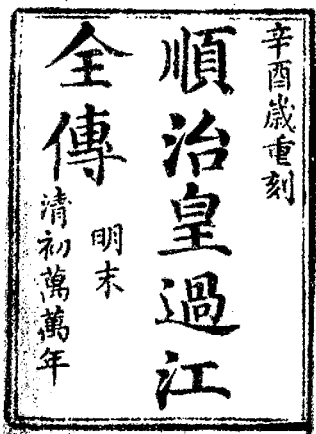 辛酉歲重刻
順治皇過江
全傳
明末
清初萬萬年